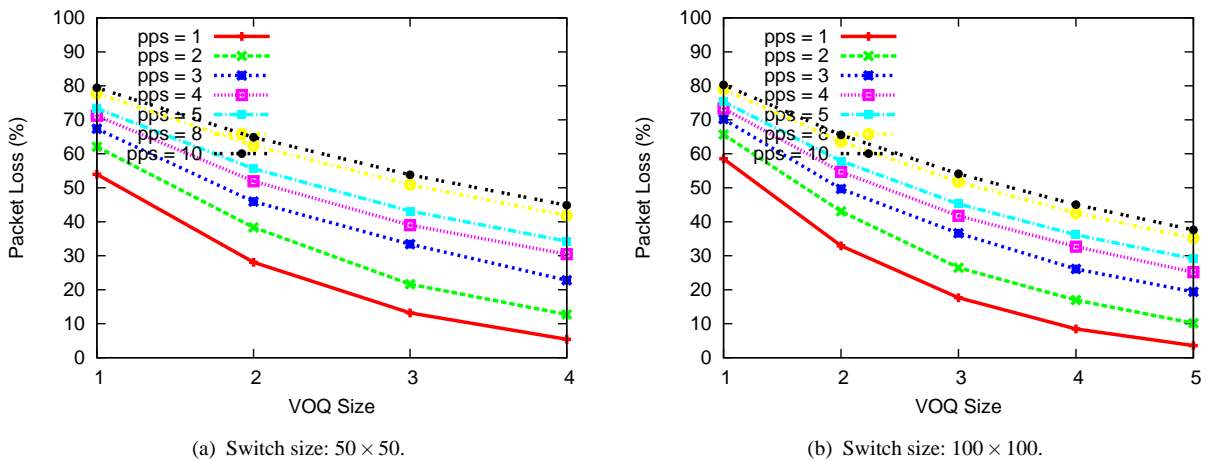 100
90
80
70
60
50
40
30
20
10
0
Packet Loss (%)
pps = 1
pps = 2
pps = 3
pps = 4
pps = 5
pps = 8
pps = 10
1 2 3 4
VOQ Size
(a) Switch size: 50 × 50.
100
90
80
70
60
50
40
30
20
10
0
Packet Loss (%)
pps = 1
pps = 2
pps = 3
pps = 4
pps = 5
pps = 8
pps = 10
1 2 3 4 5
VOQ Size
(b) Switch size: 100 × 100.